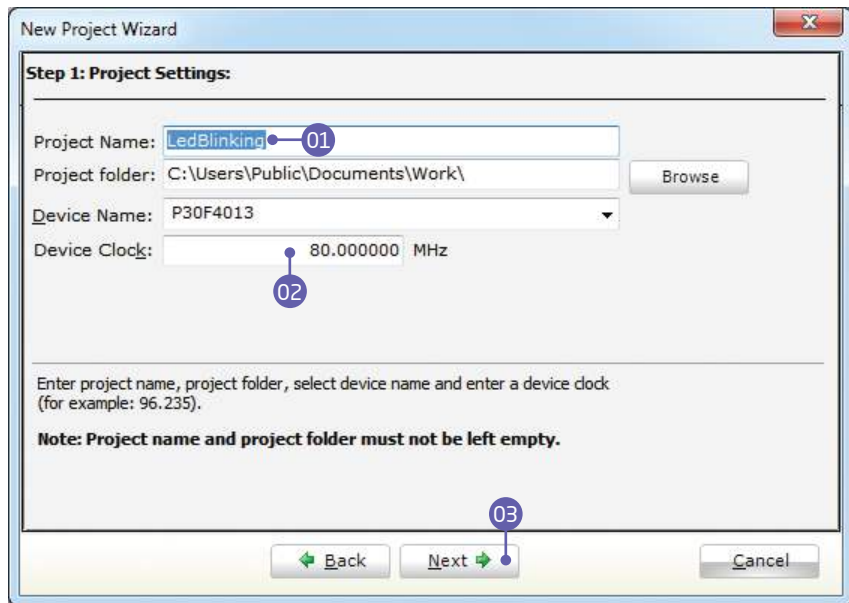 New Project Wizard
Step 1: Project Settings:
Project Name: LedBlinking 01
Project folder: C:\Users\Public\Documents\Work\ Browse
Device Name: P30F4013
Device Clock: 80.000000 MHz
02
Enter project name, project folder, select device name and enter a device clock
(for example: 96.235).
Note: Project name and project folder must not be left empty.
03
Back Next Cancel